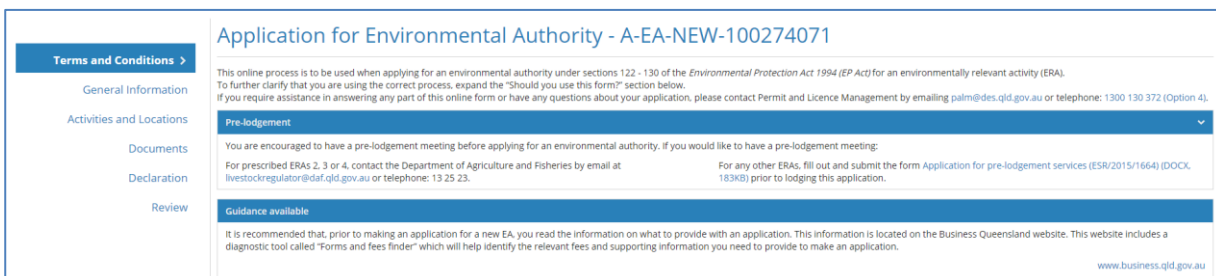 Application for Environmental Authority - A-EA-NEW-100274071
Terms and Conditions >
General Information
Activities and Locations
Documents
Declaration
Review
This online process is to be used when applying for an environmental authority under sections 122 - 130 of the Environmental Protection Act 1994 (EP Act) for an environmentally relevant activity (ERA).
To further clarify that you are using the correct process, expand the "Should you use this form?" section below.
If you require assistance in answering any part of this online form or have any questions about your application, please contact Permit and Licence Management by emailing palm@des.qld.gov.au or telephone: 1300 130 372 (Option 4).
Pre-lodgement
You are encouraged to have a pre-lodgement meeting before applying for an environmental authority. If you would like to have a pre-lodgement meeting:
For prescribed ERAs 2, 3 or 4, contact the Department of Agriculture and Fisheries by email at
livestockregulator@daf.qld.gov.au or telephone: 13 25 23.
For any other ERAs, fill out and submit the form Application for pre-lodgement services (ESR/2015/1664) (DOCX,
183KB) prior to lodging this application.
Guidance available
It is recommended that, prior to making an application for a new EA, you read the information on what to provide with an application. This information is located on the Business Queensland website. This website includes a
diagnostic tool called "Forms and fees finder" which will help identify the relevant fees and supporting information you need to provide to make an application.
www.business.qld.gov.au